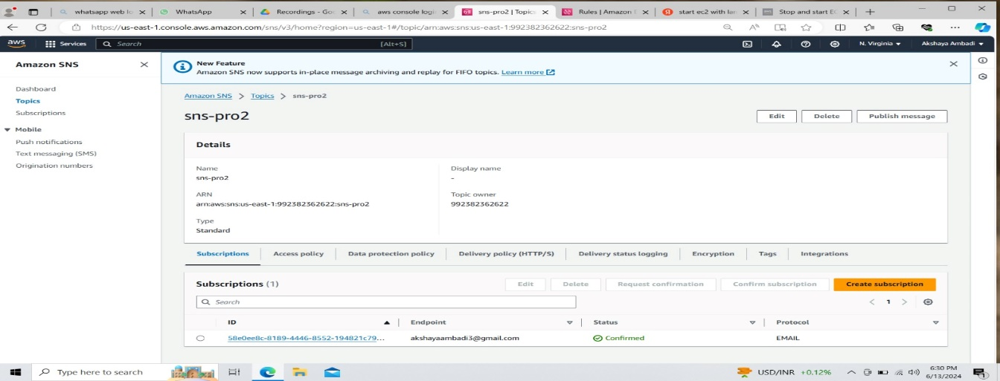 whatsapp web lo
WhatsApp
Recordings - Goo
aws console login
sns-pro2 | Topics
Rules | Amazon
start ec2 with lam
Stop and start EC
https://us-east-1.console.aws.amazon.com/sns/v3/home?region=us-east-1#/topic/arn:aws:sns:us-east-1:992382362622:sns-pro2
aws
Services
Search
[Alt+S]
N. Virginia
Akshaya Ambadi
Amazon SNS
New Feature
Amazon SNS now supports in-place message archiving and replay for FIFO topics. Learn more
Dashboard
Topics
Subscriptions
Mobile
Push notifications
Text messaging (SMS)
Origination numbers
Amazon SNS > Topics > sns-pro2
sns-pro2
Edit
Delete
Publish message
Details
Name
sns-pro2
Display name
-
ARN
arn:aws:sns:us-east-1:992382362622:sns-pro2
Topic owner
992382362622
Type
Standard
Subscriptions
Access policy
Data protection policy
Delivery policy (HTTP/S)
Delivery status logging
Encryption
Tags
Integrations
Subscriptions (1)
Edit
Delete
Request confirmation
Confirm subscription
Create subscription
Search
1
ID
Endpoint
Status
Protocol
58e0ee8c-8189-4446-8552-194821c79...
akshayaambadi3@gmail.com
Confirmed
EMAIL
Type here to search
USD/INR +0.12%
6:30 PM
6/13/2024